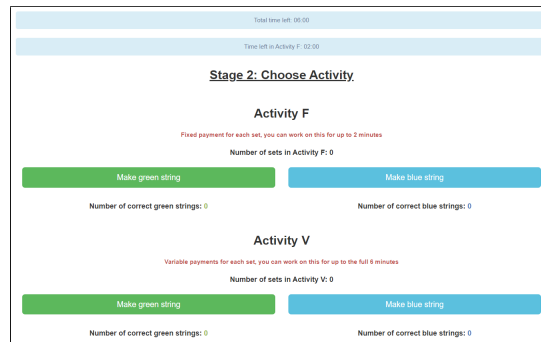 Total time left: 06:00
Time left in Activity F: 02:00
Stage 2: Choose Activity
Activity F
Fixed payment for each set, you can work on this for up to 2 minutes
Number of sets in Activity F: 0
Make green string Make blue string
Number of correct green strings: 0 Number of correct blue strings: 0
Activity V
Variable payments for each set, you can work on this for up to the full 6 minutes
Number of sets in Activity V: 0
Make green string Make blue string
Number of correct green strings: 0 Number of correct blue strings: 0